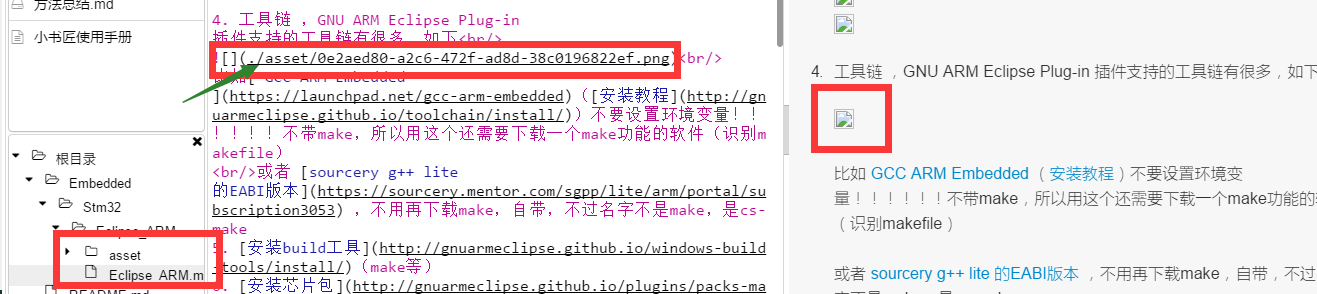 方法总结.md
小书匠使用手册
根目录
Embedded
Stm32
Eclipse_ARM
asset
Eclipse_ARM.m
README.md
4. 工具链 ，GNU ARM Eclipse Plug-in
插件支持的工具链有很多，如下<br/>
![](./asset/0e2aed80-a2c6-472f-ad8d-38c0196822ef.png)<br/>
比如[ GCC ARM Embedded
](https://launchpad.net/gcc-arm-embedded)（[安装教程](http://gn
uarmeclipse.github.io/toolchain/install/)）不要设置环境变量！！
！！！！不带make，所以用这个还需要下载一个make功能的软件（识别m
akefile）
<br/>或者 [sourcery g++ lite
的EABI版本](https://sourcery.mentor.com/sgpp/lite/arm/portal/su
bscription3053) ，不用再下载make，自带，不过名字不是make，是cs-
make
5. [安装build工具](http://gnuarmeclipse.github.io/windows-build
-tools/install/)（make等）
6. [安装芯片包](http://gnuarmeclipse.github.io/plugins/packs-ma
4. 工具链 ，GNU ARM Eclipse Plug-in 插件支持的工具链有很多，如下
比如 GCC ARM Embedded （安装教程）不要设置环境变
量！！！！！！不带make，所以用这个还需要下载一个make功能的软
（识别makefile）
或者 sourcery g++ lite 的EABI版本 ，不用再下载make，自带，不过